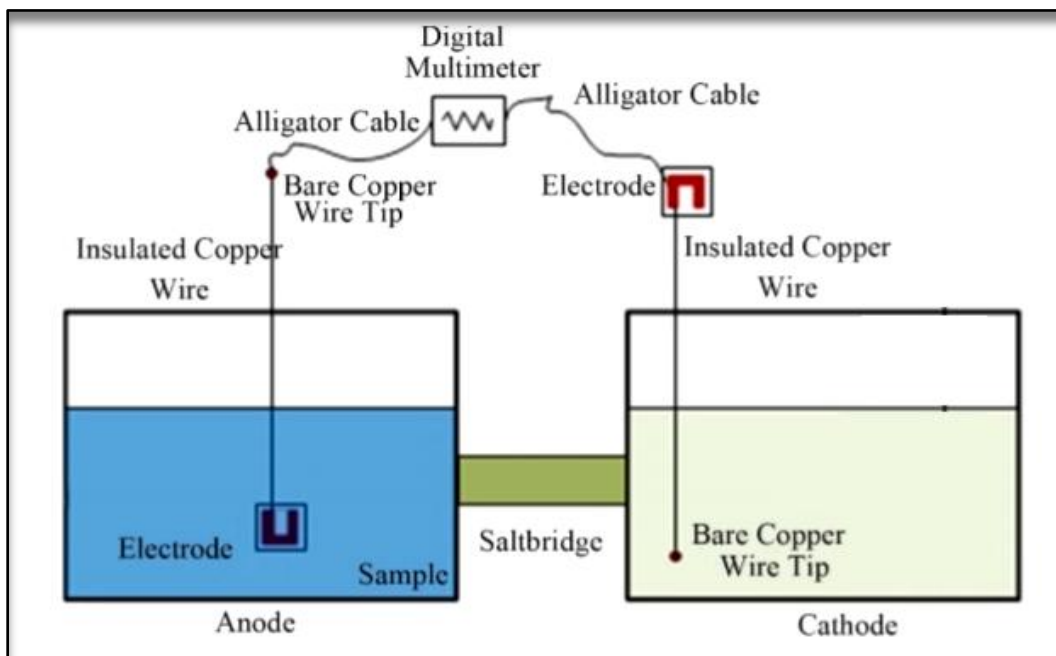 Digital
Multimeter
Alligator Cable
Alligator Cable
Bare Copper
Wire Tip
Electrode
Insulated Copper
Wire
Insulated Copper
Wire
Electrode
Sample
Saltbridge
Bare Copper
Wire Tip
Anode
Cathode